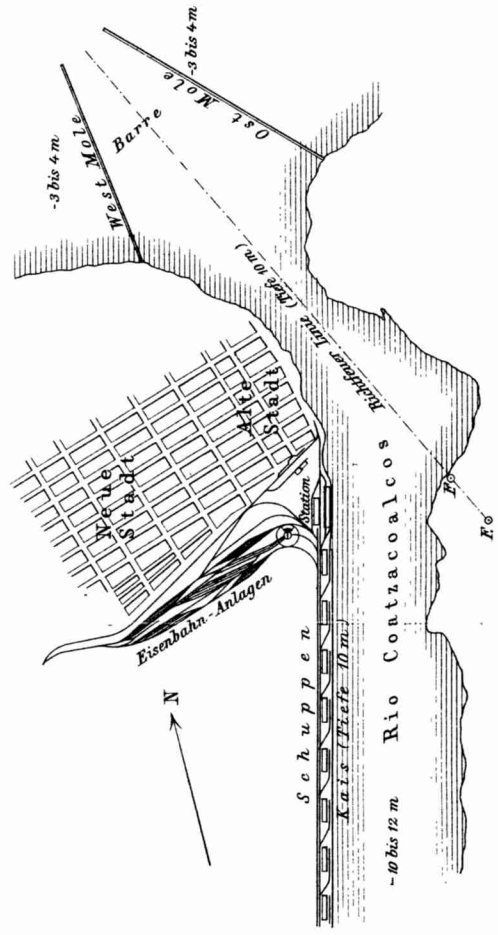 -3 bis 4 m
West Mole
Barre
Ost Mole
-3 bis 4 m
Richtfeuer Linie (Tiefe 10 m)
Neue
Stadt
Alte
Stadt
Station
Eisenbahn-Anlagen
N
Schuppen
Kais (Tiefe 10 m)
Rio Coatzacoalcos
-10 bis 12 m
F.
F.